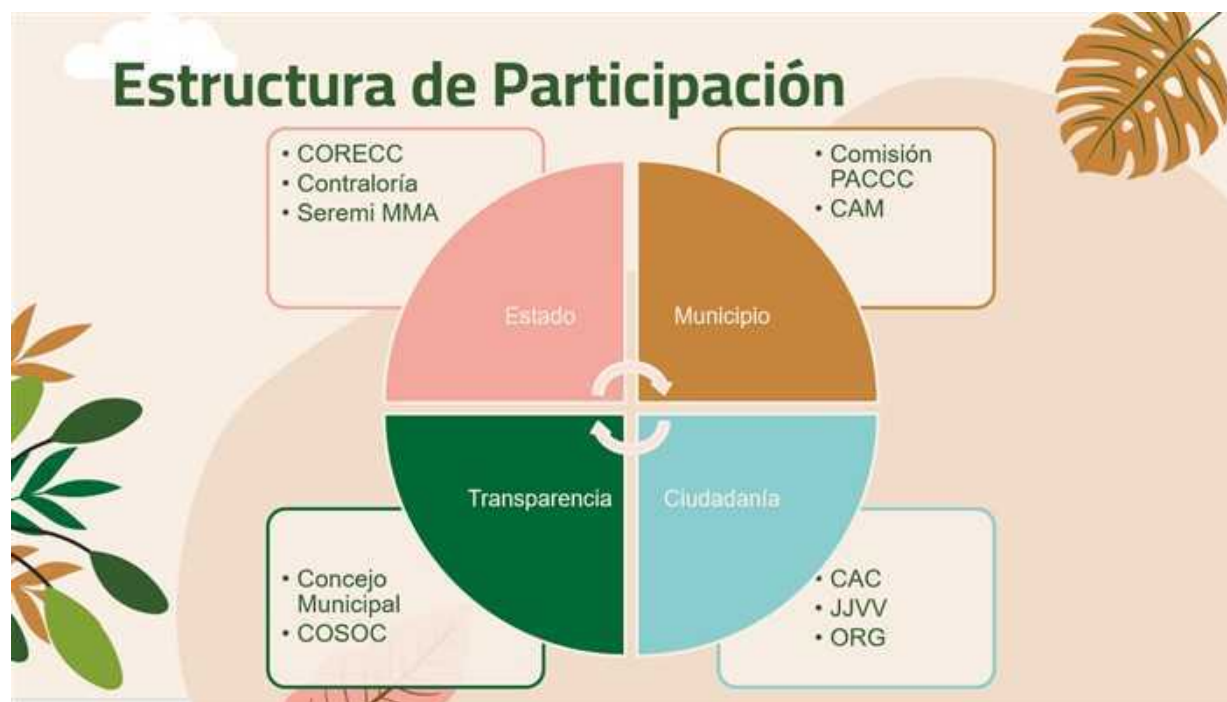 Estructura de Participación
• CORECC
• Contraloría
• Seremi MMA
• Comisión
PACCC
• CAM
Estado
Municipio
Transparencia
Ciudadanía
• Concejo
Municipal
• COSOC
• CAC
• JJVV
• ORG